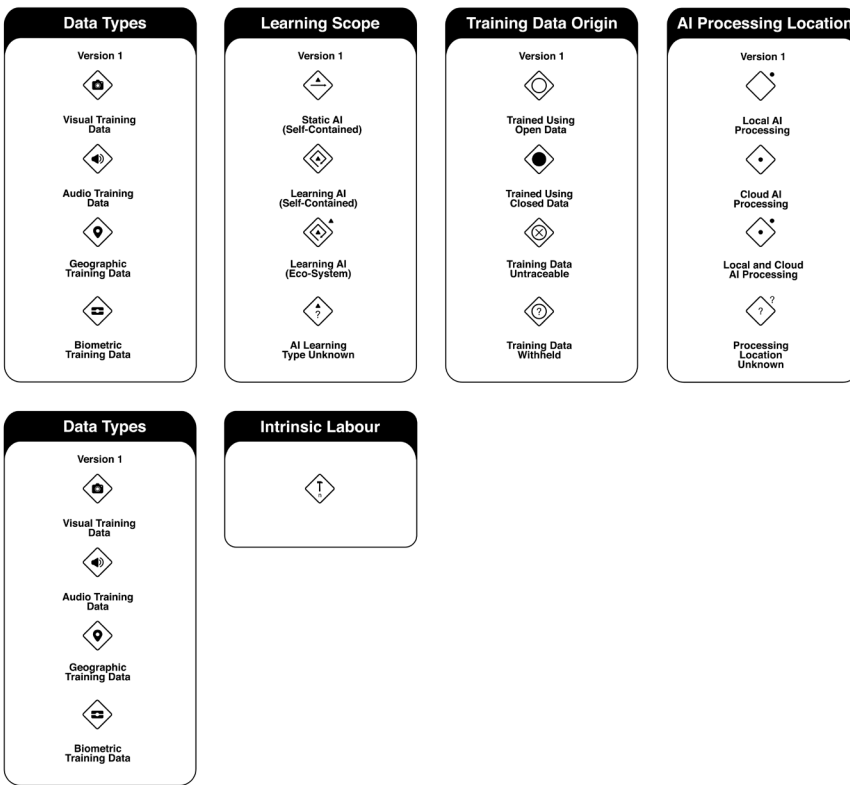 Data Types
Version 1
Visual Training
Data
Audio Training
Data
Geographic
Training Data
Biometric
Training Data
Learning Scope
Version 1
Static AI
(Self-Contained)
Learning AI
(Self-Contained)
Learning AI
(Eco-System)
?
AI Learning
Type Unknown
Training Data Origin
Version 1
Trained Using
Open Data
Trained Using
Closed Data
Training Data
Untraceable
?
Training Data
Withheld
AI Processing Location
Version 1
Local AI
Processing
Cloud AI
Processing
Local and Cloud
AI Processing
?
?
Processing
Location
Unknown
Data Types
Version 1
Visual Training
Data
Audio Training
Data
Geographic
Training Data
Biometric
Training Data
Intrinsic Labour
T
n